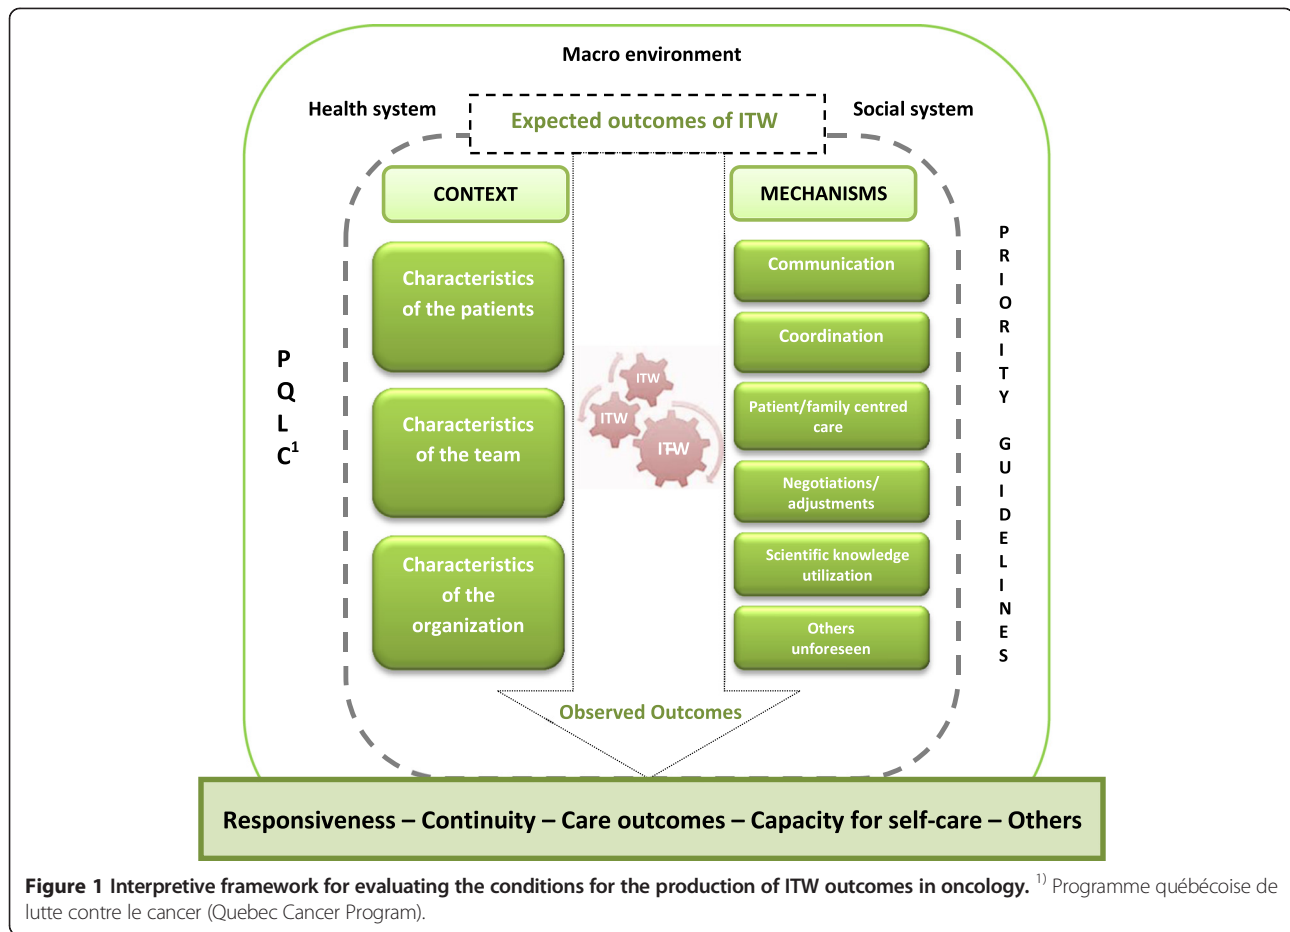 Macro environment
Health system
Social system
Expected outcomes of ITW
CONTEXT
MECHANISMS
Characteristics
of the patients
Characteristics
of the team
Characteristics
of the
organization
Communication
Coordination
Patient/family centred
care
Negotiations/
adjustments
Scientific knowledge
utilization
Others
unforeseen
ITW
ITW
ITW
PQLC1
PRIORITY GUIDELINES
Observed Outcomes
Responsiveness – Continuity – Care outcomes – Capacity for self-care – Others
Figure 1 Interpretive framework for evaluating the conditions for the production of ITW outcomes in oncology. 1) Programme québécoise de
lutte contre le cancer (Quebec Cancer Program).